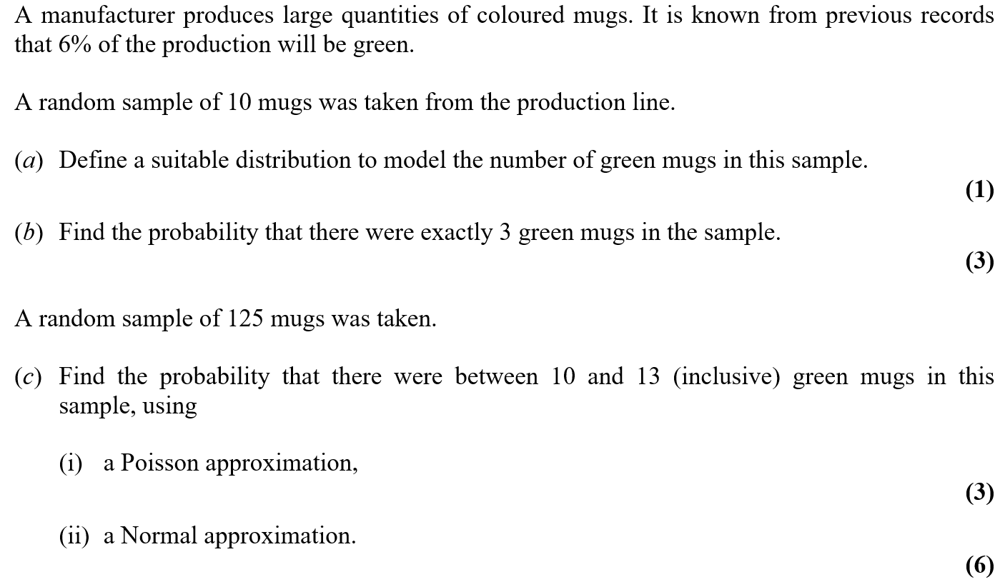 A manufacturer produces large quantities of coloured mugs. It is known from previous records
that 6% of the production will be green.
A random sample of 10 mugs was taken from the production line.
(a) Define a suitable distribution to model the number of green mugs in this sample.
(1)
(b) Find the probability that there were exactly 3 green mugs in the sample.
(3)
A random sample of 125 mugs was taken.
(c) Find the probability that there were between 10 and 13 (inclusive) green mugs in this
sample, using
(i) a Poisson approximation,
(3)
(ii) a Normal approximation.
(6)